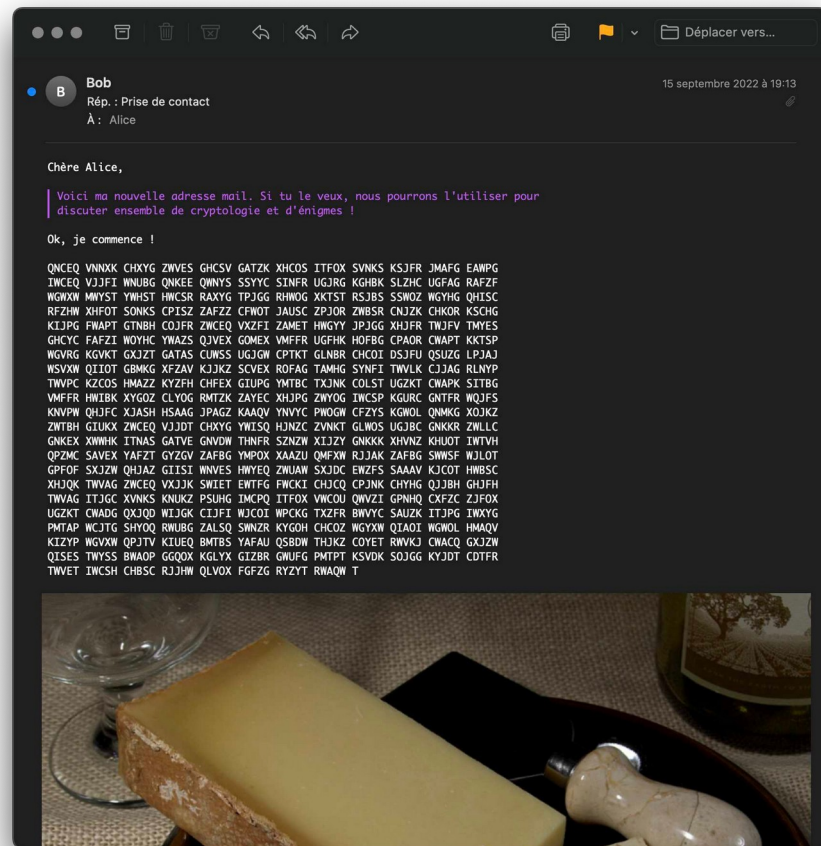 Déplacer vers...
B
Bob
15 septembre 2022 à 19:13
Rép. : Prise de contact
À : Alice
Chère Alice,
Voici ma nouvelle adresse mail. Si tu le veux, nous pourrons l'utiliser pour
discuter ensemble de cryptologie et d'énigmes !
Ok, je commence !
QNCEQ VNNXK CHXYG ZWVES GHCSV GATZK XHCOS ITFOX SVNKS KSJFR JMAFG EAWPG
IWCEQ VJJFI WNUBG QNKEE QWNYS SSYYC SINFR UGJRG KGHBK SLZHC UGFAG RAFZF
WGWXW MWYST YWHST HWCSR RAXYG TPJGG RHWOG XKTST RSJBS SSWOZ WGYHG QHISC
RFZHW XHFOT SONKS CPISZ ZAFZZ CFWOT JAUSC ZPJOR ZWBSR CNJZK CHKOR KSCHG
KIJPG FWAPT GTNBH COJFR ZWCEQ VXZFI ZAMET HWGYY JPJGG XHJFR TWJFV TMYES
GHCYC FAFZI WOYHC YWAZS QJVEX GOMEX VMFFR UGFHK HOFBG CPAOR CWAPT KKTSP
WGVRG KGVKT GXJZT GATAS CUWSS UGJGW CPTKT GLNBR CHCOI DSJFU QSUZG LPJAJ
WSVXW QIIOT GBMKG XFZAV KJJKZ SCVEX ROFAG TAMHG SYNFI TWVLK CJJAG RLNYP
TWVPC KZCOS HMAZZ KYZFH CHFEX GIUPG YMTBC TXJNK COLST UGZKT CWAPK SITBG
VMFFR HWIBK XYGOZ CLYOG RMTZK ZAYEC XHJPG ZWYOG IWCSP KGURC GNTFR WQJFS
KNVPW QHJFC XJASH HSAAG JPAGZ KAAQV YNVYC PWOGW CFZYS KGWOL QNMKG XOJKZ
ZWTBH GIUKX ZWCEQ VJJDT CHXYG YWISQ HJNZC ZVNKT GLWOS UGJBC GNKKR ZWLLC
GNKEX XWWHK ITNAS GATVE GNVDW THNFR SZNZW XIJZY GNKKK XHVNZ KHUOT IWTVH
QPZMC SAVEX YAFZT GYZGV ZAFBG YMPOX XAAZU QMFXW RJJAK ZAFBG SWWSF WJLOT
GPFOF SXJZW QHJAZ GIISI WNVES HWYEQ ZWUAW SXJDC EWZFS SAAAV KJCOT HWBSC
XHJQK TWVAG ZWCEQ VXJJK SWIET EWTFG FWCKI CHJCQ CPJNK CHYHG QJJBH GHJFH
TWVAG ITJGC XVNKS KNUKZ PSUHG IMCPQ ITFOX VWCOU QWVZI GPNHQ CXFZC ZJFOX
UGZKT CWADG QXJQD WIJGK CIJFI WJCOI WPCKG TXZFR BWVYC SAUZK ITJPG IWXYG
PMTAP WCJTG SHYOQ RWUBG ZALSQ SWNZR KYGOH CHCOZ WGYXW QIAOI WGWOL HMAQV
KIZYP WGVXW QPJTV KIUEQ BMTBS YAFAU QSBDW THJKZ COYET RWVKJ CWACQ GXJZW
QISES TWYSS BWAOP GGQOX KGLYX GIZBR GWUFG PMTPT KSVDK SOJGG KYJDT CDTFR
TWVET IWCSH CHBSC RJJHW QLVOX FGFZG RYZYT RWAQW T